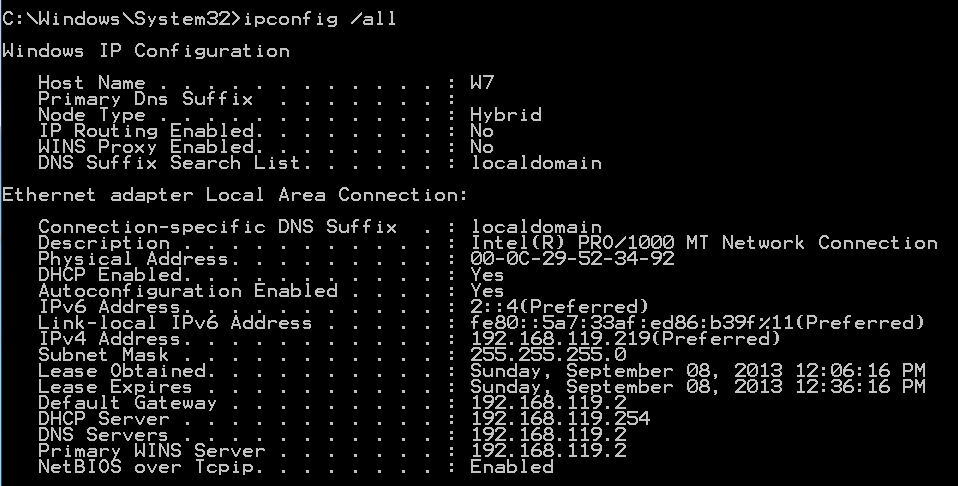 C:\Windows\System32>ipconfig /all
Windows IP Configuration
Host Name . . . . . . . . . . . . : W7
Primary Dns Suffix  . . . . . . . :
Node Type . . . . . . . . . . . . : Hybrid
IP Routing Enabled. . . . . . . . : No
WINS Proxy Enabled. . . . . . . . : No
DNS Suffix Search List. . . . . . : localdomain
Ethernet adapter Local Area Connection:
Connection-specific DNS Suffix  . : localdomain
Description . . . . . . . . . . . : Intel(R) PRO/1000 MT Network Connection
Physical Address. . . . . . . . . : 00-0C-29-52-34-92
DHCP Enabled. . . . . . . . . . . : Yes
Autoconfiguration Enabled . . . . : Yes
IPv6 Address. . . . . . . . . . . : 2::4(Preferred)
Link-local IPv6 Address . . . . . : fe80::5a7:33af:ed86:b39f%11(Preferred)
IPv4 Address. . . . . . . . . . . : 192.168.119.219(Preferred)
Subnet Mask . . . . . . . . . . . : 255.255.255.0
Lease Obtained. . . . . . . . . . : Sunday, September 08, 2013 12:06:16 PM
Lease Expires . . . . . . . . . . : Sunday, September 08, 2013 12:36:16 PM
Default Gateway . . . . . . . . . : 192.168.119.2
DHCP Server . . . . . . . . . . . : 192.168.119.254
DNS Servers . . . . . . . . . . . : 192.168.119.2
Primary WINS Server . . . . . . . : 192.168.119.2
NetBIOS over Tcpip. . . . . . . . : Enabled